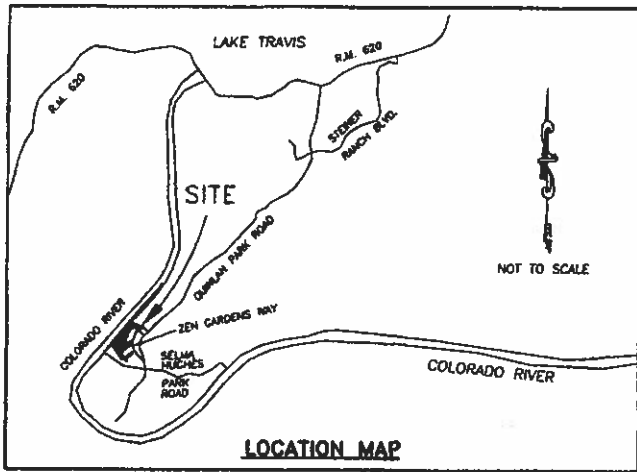 LAKE TRAVIS
R.M. 620
R.M. 620
STEINER
RANCH BLVD.
SITE
QUINLAN PARK ROAD
NOT TO SCALE
ZEN GARDENS WAY
COLORADO RIVER
SELMA
HUGHES
PARK
ROAD
COLORADO RIVER
LOCATION MAP